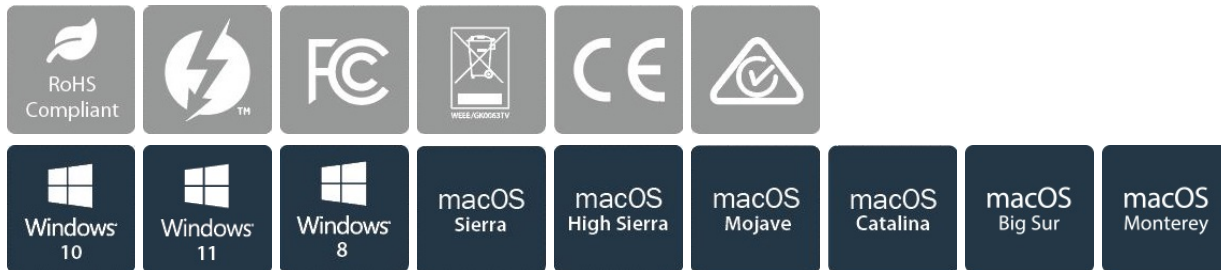 RoHS
Compliant
TM
FC
WEEE/GK0063TV
CE
Windows
10
Windows
11
Windows
8
macOS
Sierra
macOS
High Sierra
macOS
Mojave
macOS
Catalina
macOS
Big Sur
macOS
Monterey